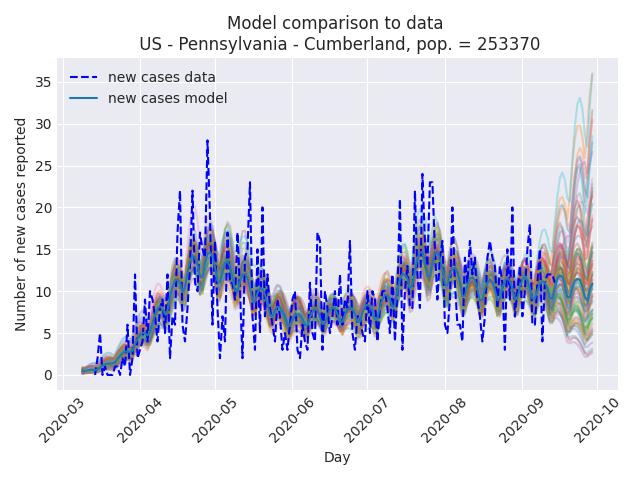 Model comparison to data
US - Pennsylvania - Cumberland, pop. = 253370
new cases data
new cases model
Number of new cases reported
35
30
25
20
15
10
5
0
2020-03
2020-04
2020-05
2020-06
2020-07
2020-08
2020-09
2020-10
Day